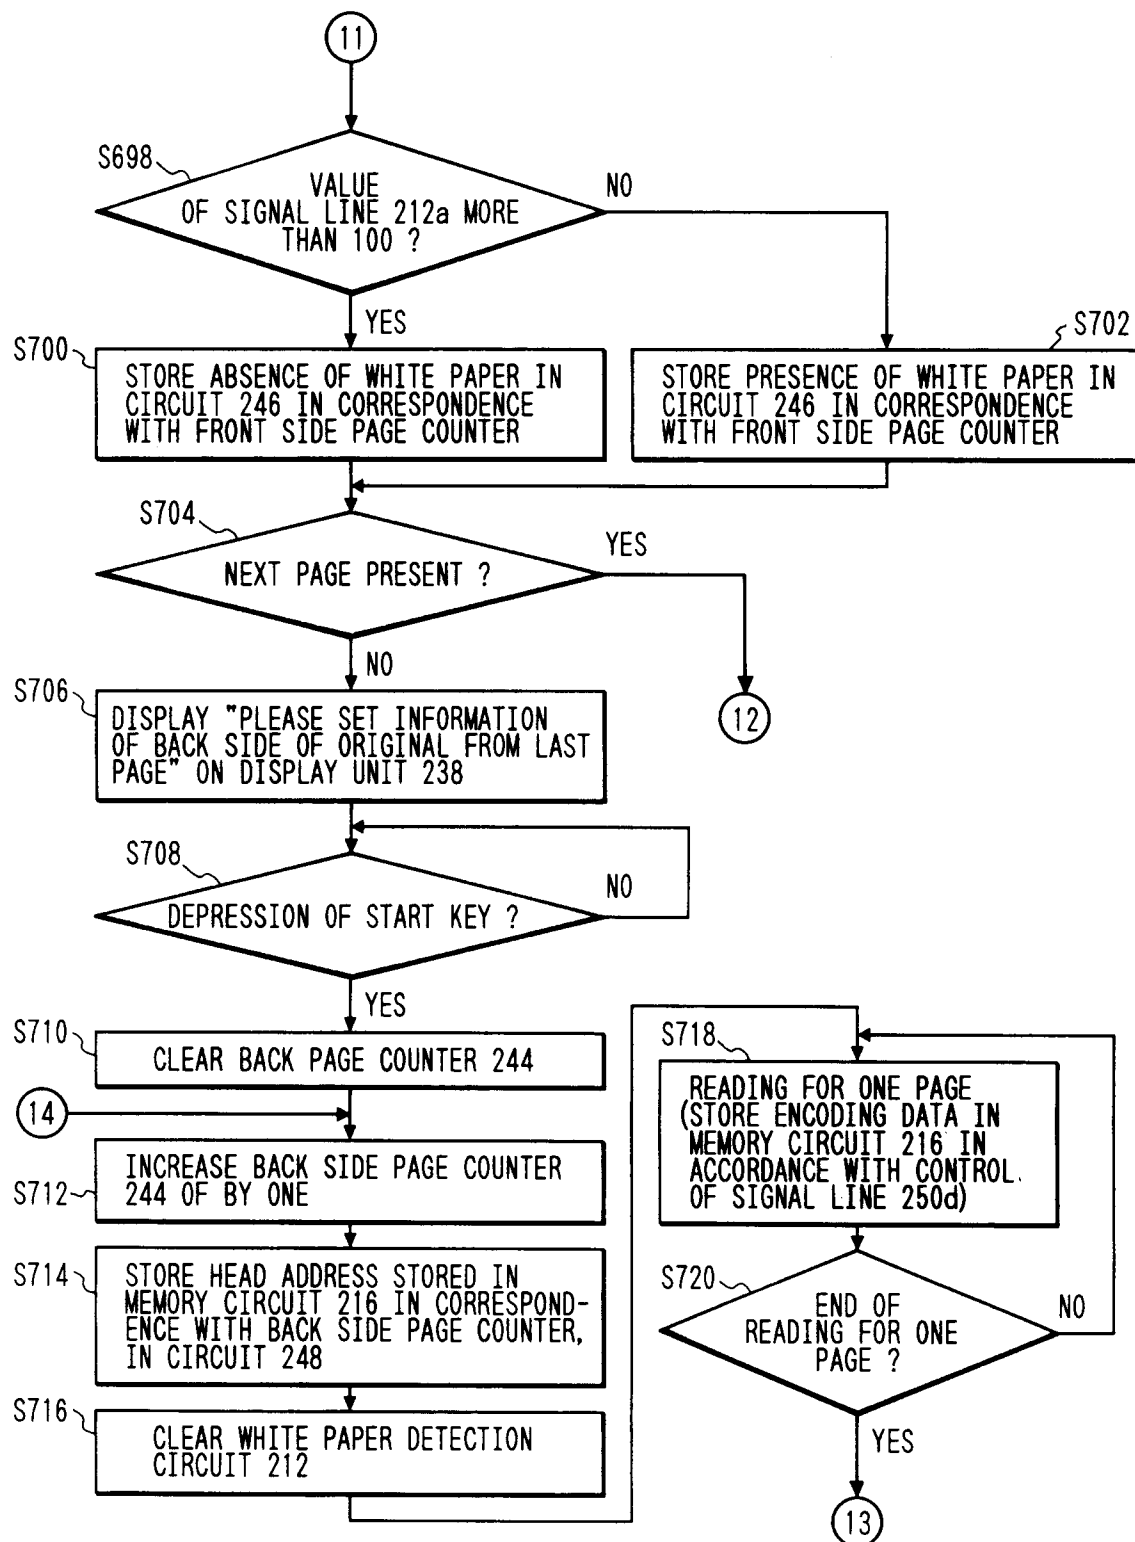 11
S698
VALUE
OF SIGNAL LINE 212a MORE
THAN 100 ?
NO
YES
S700
STORE ABSENCE OF WHITE PAPER IN
CIRCUIT 246 IN CORRESPONDENCE
WITH FRONT SIDE PAGE COUNTER
S702
STORE PRESENCE OF WHITE PAPER IN
CIRCUIT 246 IN CORRESPONDENCE
WITH FRONT SIDE PAGE COUNTER
S704
NEXT PAGE PRESENT ?
YES
12
NO
S706
DISPLAY "PLEASE SET INFORMATION
OF BACK SIDE OF ORIGINAL FROM LAST
PAGE" ON DISPLAY UNIT 238
S708
DEPRESSION OF START KEY ?
NO
YES
S710
CLEAR BACK PAGE COUNTER 244
14
S712
INCREASE BACK SIDE PAGE COUNTER
244 OF BY ONE
S714
STORE HEAD ADDRESS STORED IN
MEMORY CIRCUIT 216 IN CORRESPOND-
ENCE WITH BACK SIDE PAGE COUNTER,
IN CIRCUIT 248
S716
CLEAR WHITE PAPER DETECTION
CIRCUIT 212
S718
READING FOR ONE PAGE
(STORE ENCODING DATA IN
MEMORY CIRCUIT 216 IN
ACCORDANCE WITH CONTROL
OF SIGNAL LINE 250d)
S720
END OF
READING FOR ONE
PAGE ?
NO
YES
13